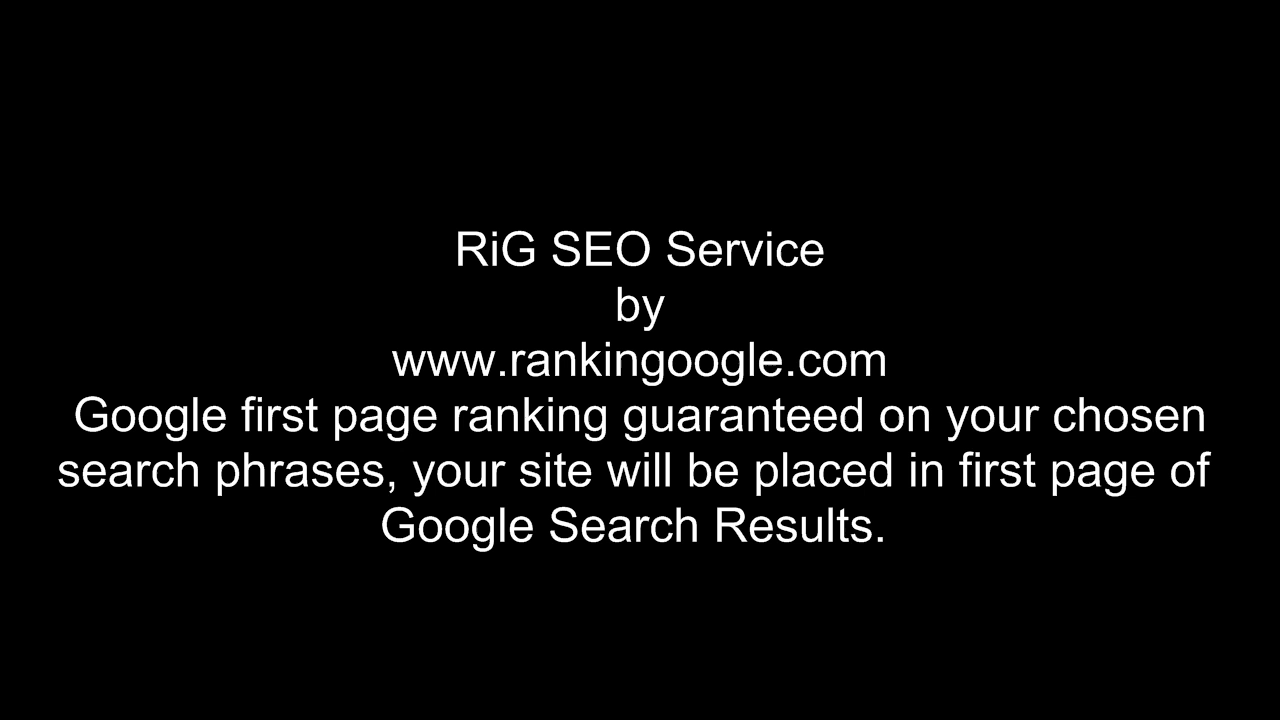 RiG SEO Service
by
www.rankingoogle.com
Google first page ranking guaranteed on your chosen
search phrases, your site will be placed in first page of
Google Search Results.